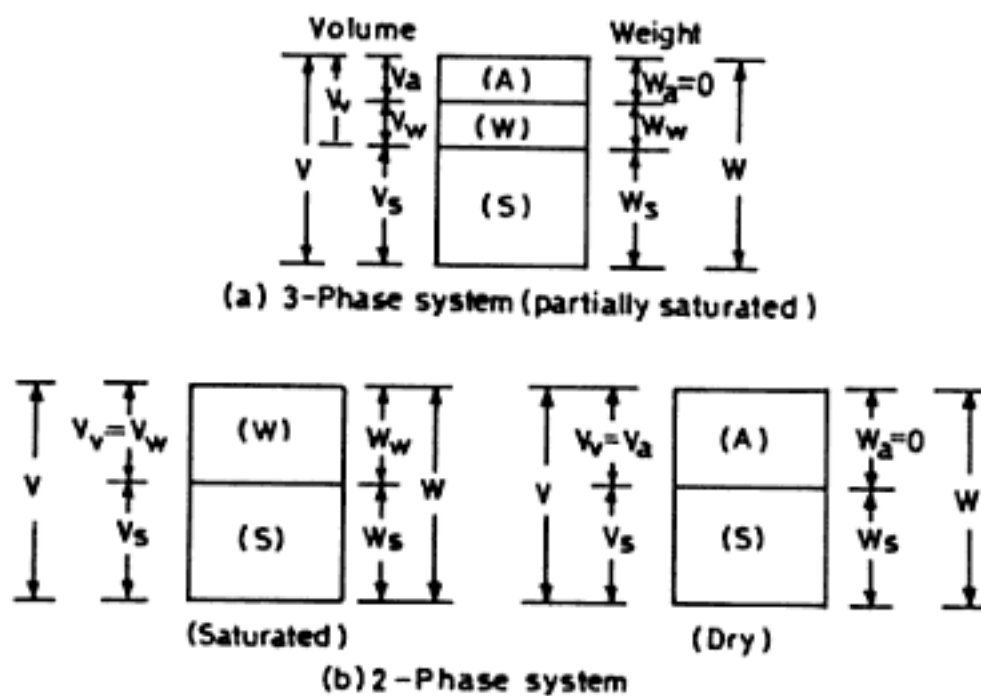 Volume Weight
Va (A) Wa=0
Vv Vw (W) Ww
V Vs (S) Ws W
(a) 3-Phase system (partially saturated)
Vv=Vw (W) Ww Vv=Va (A) Wa=0
V W V W
Vs (S) Ws Vs (S) Ws
(Saturated) (Dry)
(b) 2-Phase system